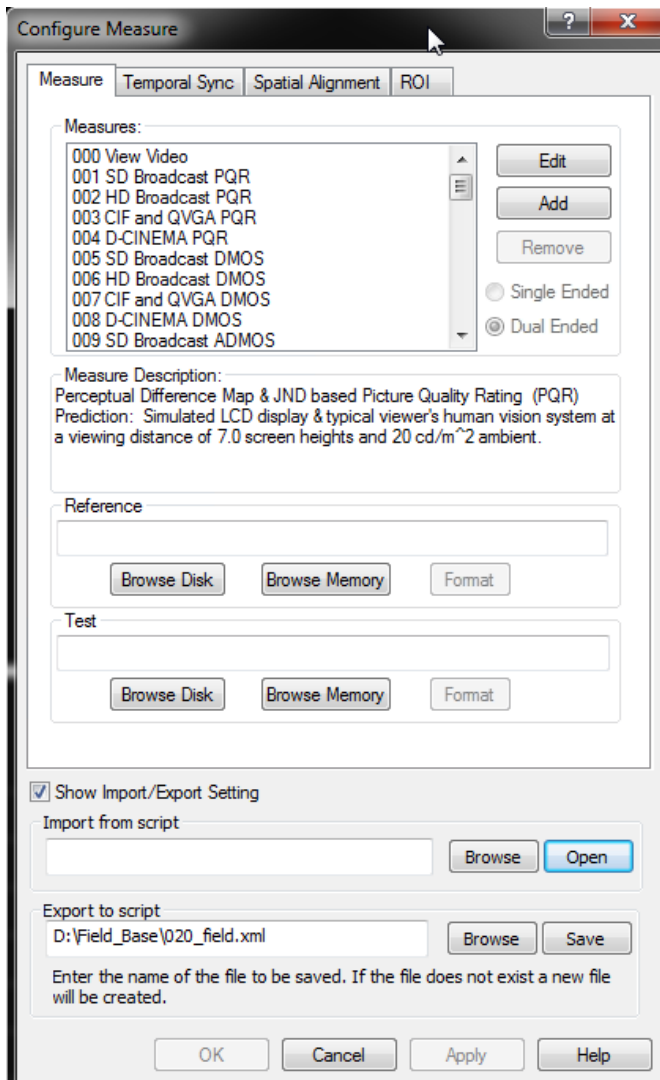 Configure Measure
?
X
Measure Temporal Sync Spatial Alignment ROI
Measures:
000 View Video
001 SD Broadcast PQR
002 HD Broadcast PQR
003 CIF and QVGA PQR
004 D-CINEMA PQR
005 SD Broadcast DMOS
006 HD Broadcast DMOS
007 CIF and QVGA DMOS
008 D-CINEMA DMOS
009 SD Broadcast ADMOS
Edit
Add
Remove
Single Ended
Dual Ended
Measure Description:
Perceptual Difference Map & JND based Picture Quality Rating (PQR)
Prediction: Simulated LCD display & typical viewer's human vision system at
a viewing distance of 7.0 screen heights and 20 cd/m^2 ambient.
Reference
Browse Disk Browse Memory Format
Test
Browse Disk Browse Memory Format
Show Import/Export Setting
Import from script
Browse Open
Export to script
D:\Field_Base\020_field.xml
Browse Save
Enter the name of the file to be saved. If the file does not exist a new file
will be created.
OK Cancel Apply Help